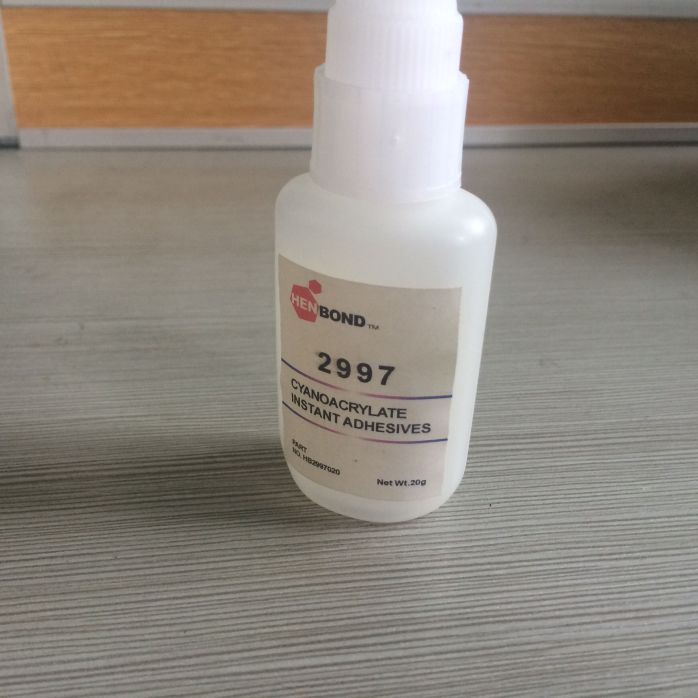 HENBOND TM
2997
CYANOACRYLATE
INSTANT ADHESIVES
PART
NO. HB2997020
Net Wt.20g